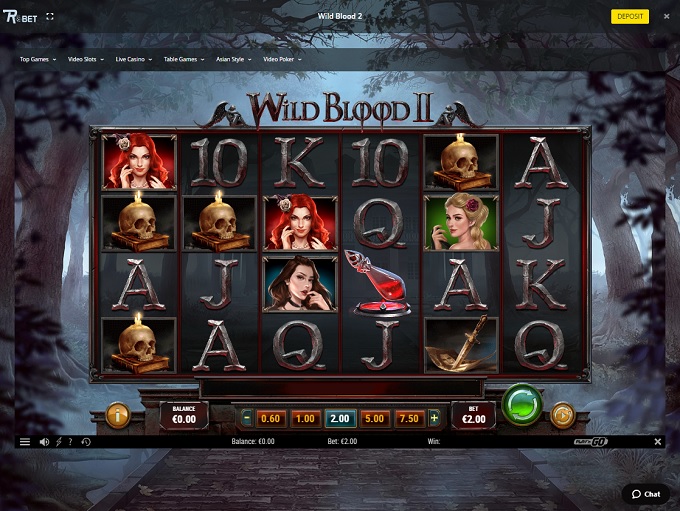 R BET
Wild Blood 2
DEPOSIT
Top Games Video Slots Live Casino Table Games Asian Style Video Poker
WILD BLOOD II
10 K 10 A
Q J
A J A K
A Q J Q
BALANCE
€0.00
- 0.60 1.00 2.00 5.00 7.50 +
BET
€2.00
Balance: €0.00 Bet: €2.00 Win:
PLAY'N GO
Chat